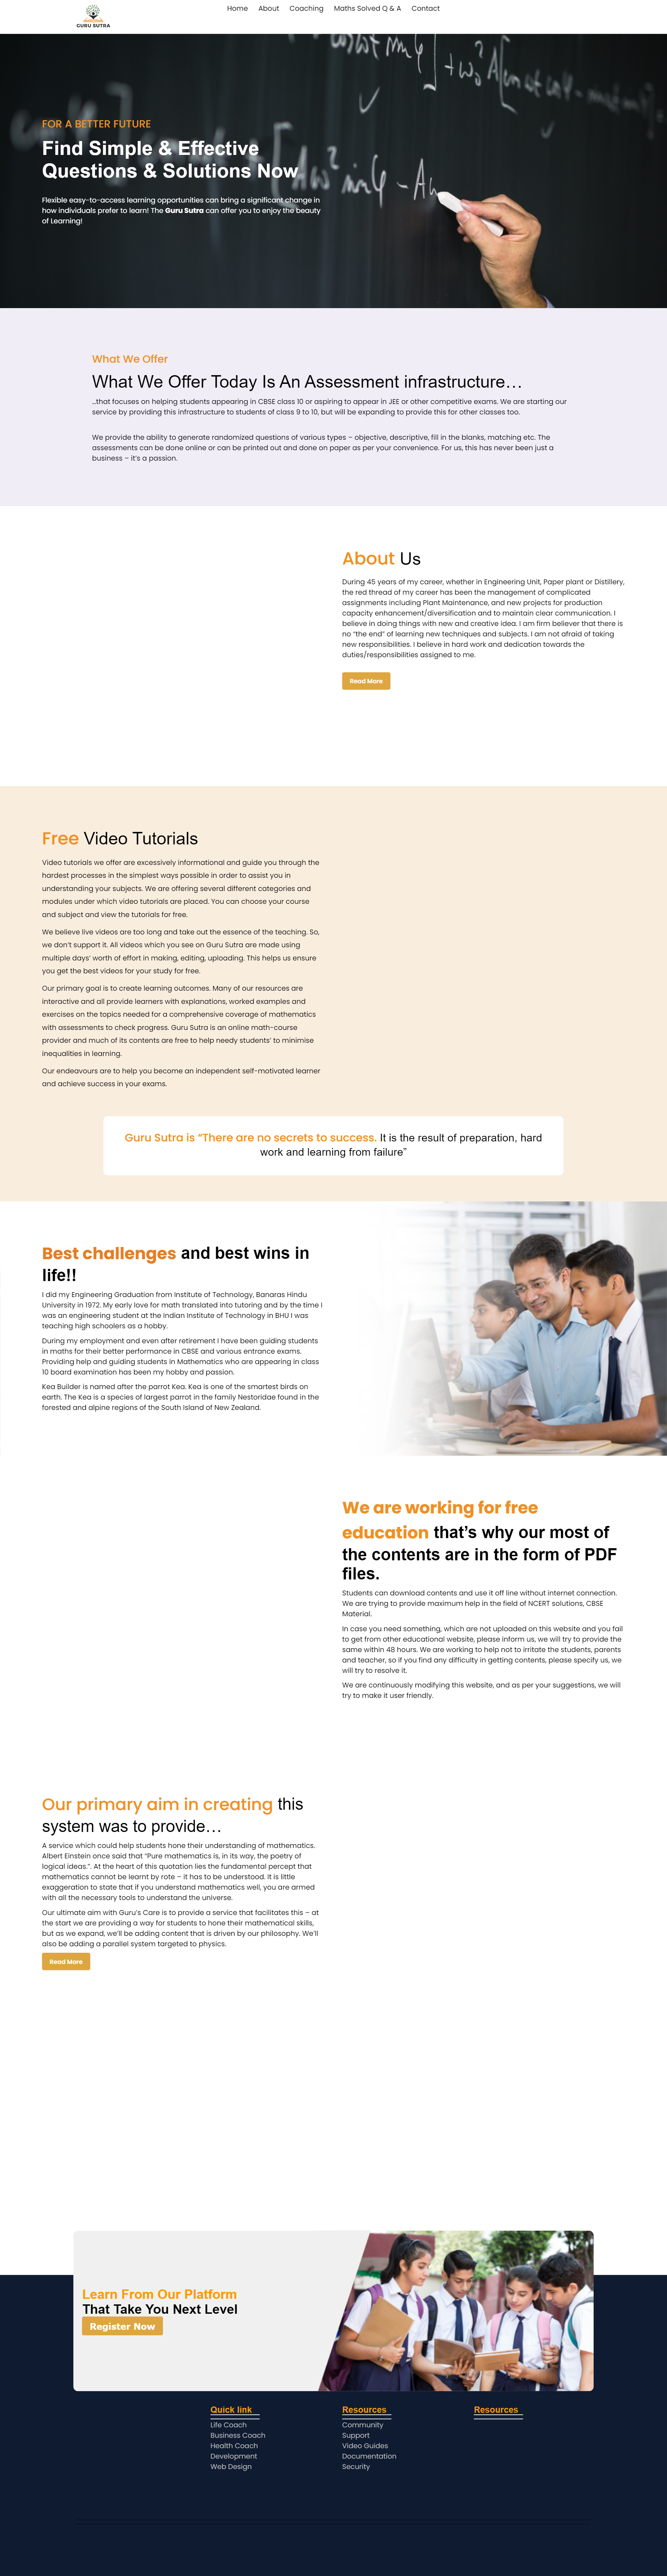 GURU SUTRA
Home About Coaching Maths Solved Q & A Contact
FOR A BETTER FUTURE
Find Simple & Effective
Questions & Solutions Now
Flexible easy-to-access learning opportunities can bring a significant change in
how individuals prefer to learn! The Guru Sutra can offer you to enjoy the beauty
of Learning!
What We Offer
What We Offer Today Is An Assessment infrastructure…
…that focuses on helping students appearing in CBSE class 10 or aspiring to appear in JEE or other competitive exams. We are starting our
service by providing this infrastructure to students of class 9 to 10, but will be expanding to provide this for other classes too.
We provide the ability to generate randomized questions of various types – objective, descriptive, fill in the blanks, matching etc. The
assessments can be done online or can be printed out and done on paper as per your convenience. For us, this has never been just a
business – it's a passion.
About Us
During 45 years of my career, whether in Engineering Unit, Paper plant or Distillery,
the red thread of my career has been the management of complicated
assignments including Plant Maintenance, and new projects for production
capacity enhancement/diversification and to maintain clear communication. I
believe in doing things with new and creative idea. I am firm believer that there is
no "the end" of learning new techniques and subjects. I am not afraid of taking
new responsibilities. I believe in hard work and dedication towards the
duties/responsibilities assigned to me.
Read More
Free Video Tutorials
Video tutorials we offer are excessively informational and guide you through the
hardest processes in the simplest ways possible in order to assist you in
understanding your subjects. We are offering several different categories and
modules under which video tutorials are placed. You can choose your course
and subject and view the tutorials for free.
We believe live videos are too long and take out the essence of the teaching. So,
we don't support it. All videos which you see on Guru Sutra are made using
multiple days' worth of effort in making, editing, uploading. This helps us ensure
you get the best videos for your study for free.
Our primary goal is to create learning outcomes. Many of our resources are
interactive and all provide learners with explanations, worked examples and
exercises on the topics needed for a comprehensive coverage of mathematics
with assessments to check progress. Guru Sutra is an online math-course
provider and much of its contents are free to help needy students' to minimise
inequalities in learning.
Our endeavours are to help you become an independent self-motivated learner
and achieve success in your exams.
Guru Sutra is "There are no secrets to success. It is the result of preparation, hard
work and learning from failure"
Best challenges and best wins in
life!!
I did my Engineering Graduation from Institute of Technology, Banaras Hindu
University in 1972. My early love for math translated into tutoring and by the time I
was an engineering student at the Indian Institute of Technology in BHU I was
teaching high schoolers as a hobby.
During my employment and even after retirement I have been guiding students
in maths for their better performance in CBSE and various entrance exams.
Providing help and guiding students in Mathematics who are appearing in class
10 board examination has been my hobby and passion.
Kea Builder is named after the parrot Kea. Kea is one of the smartest birds on
earth. The Kea is a species of largest parrot in the family Nestoridae found in the
forested and alpine regions of the South Island of New Zealand.
We are working for free
education that's why our most of
the contents are in the form of PDF
files.
Students can download contents and use it off line without internet connection.
We are trying to provide maximum help in the field of NCERT solutions, CBSE
Material.
In case you need something, which are not uploaded on this website and you fail
to get from other educational website, please inform us, we will try to provide the
same within 48 hours. We are working to help not to irritate the students, parents
and teacher, so if you find any difficulty in getting contents, please specify us, we
will try to resolve it.
We are continuously modifying this website, and as per your suggestions, we will
try to make it user friendly.
Our primary aim in creating this
system was to provide…
A service which could help students hone their understanding of mathematics.
Albert Einstein once said that "Pure mathematics is, in its way, the poetry of
logical ideas.". At the heart of this quotation lies the fundamental percept that
mathematics cannot be learnt by rote – it has to be understood. It is little
exaggeration to state that if you understand mathematics well, you are armed
with all the necessary tools to understand the universe.
Our ultimate aim with Guru's Care is to provide a service that facilitates this – at
the start we are providing a way for students to hone their mathematical skills,
but as we expand, we'll be adding content that is driven by our philosophy. We'll
also be adding a parallel system targeted to physics.
Read More
Learn From Our Platform
That Take You Next Level
Register Now
Quick link
Life Coach
Business Coach
Health Coach
Development
Web Design
Resources
Community
Support
Video Guides
Documentation
Security
Resources